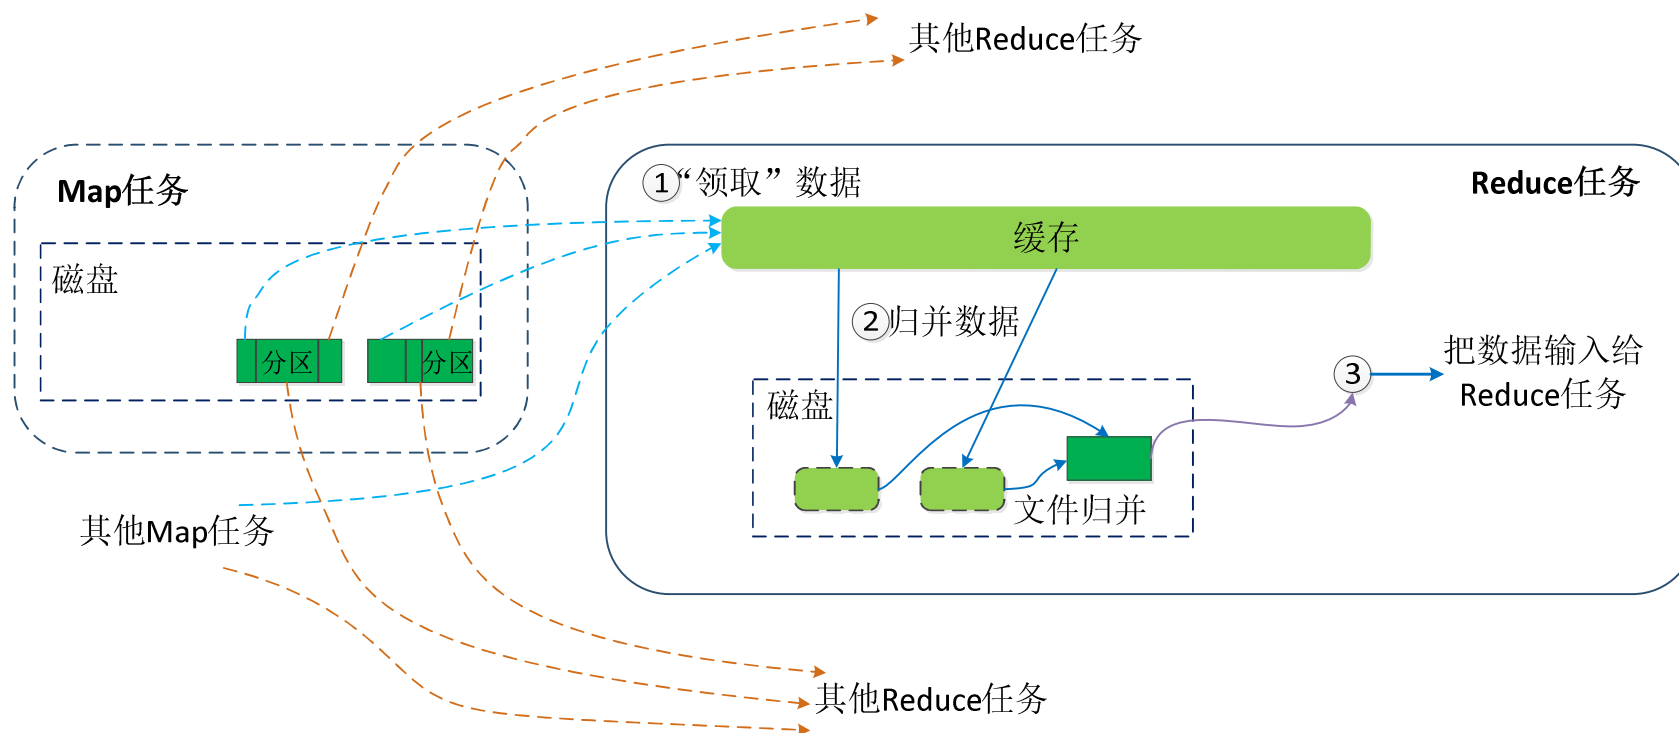 其他Reduce任务
Map任务
磁盘
分区
分区
其他Map任务
①“领取”数据
Reduce任务
缓存
②归并数据
磁盘
文件归并
③
把数据输入给
Reduce任务
其他Reduce任务